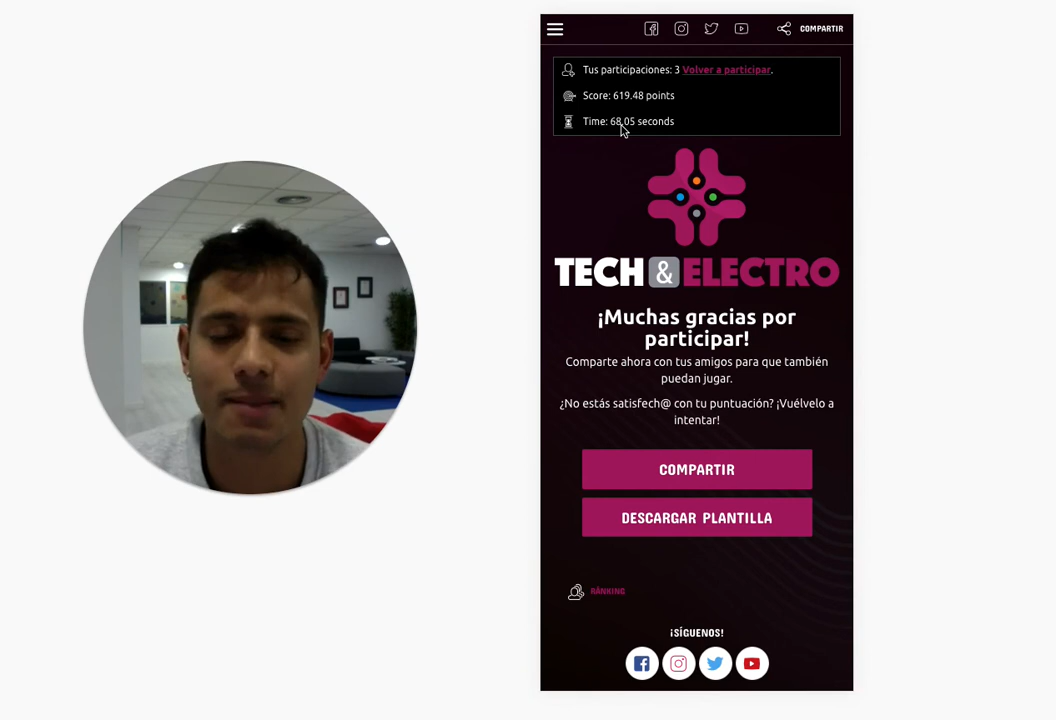 COMPARTIR
Tus participaciones: 3 Volver a participar.
Score: 619.48 points
Time: 68.05 seconds
TECH & ELECTRO
¡Muchas gracias por
participar!
Comparte ahora con tus amigos para que también
puedan jugar.
¿No estás satisfech@ con tu puntuación? ¡Vuélvelo a
intentar!
COMPARTIR
DESCARGAR PLANTILLA
RÁNKING
¡SÍGUENOS!